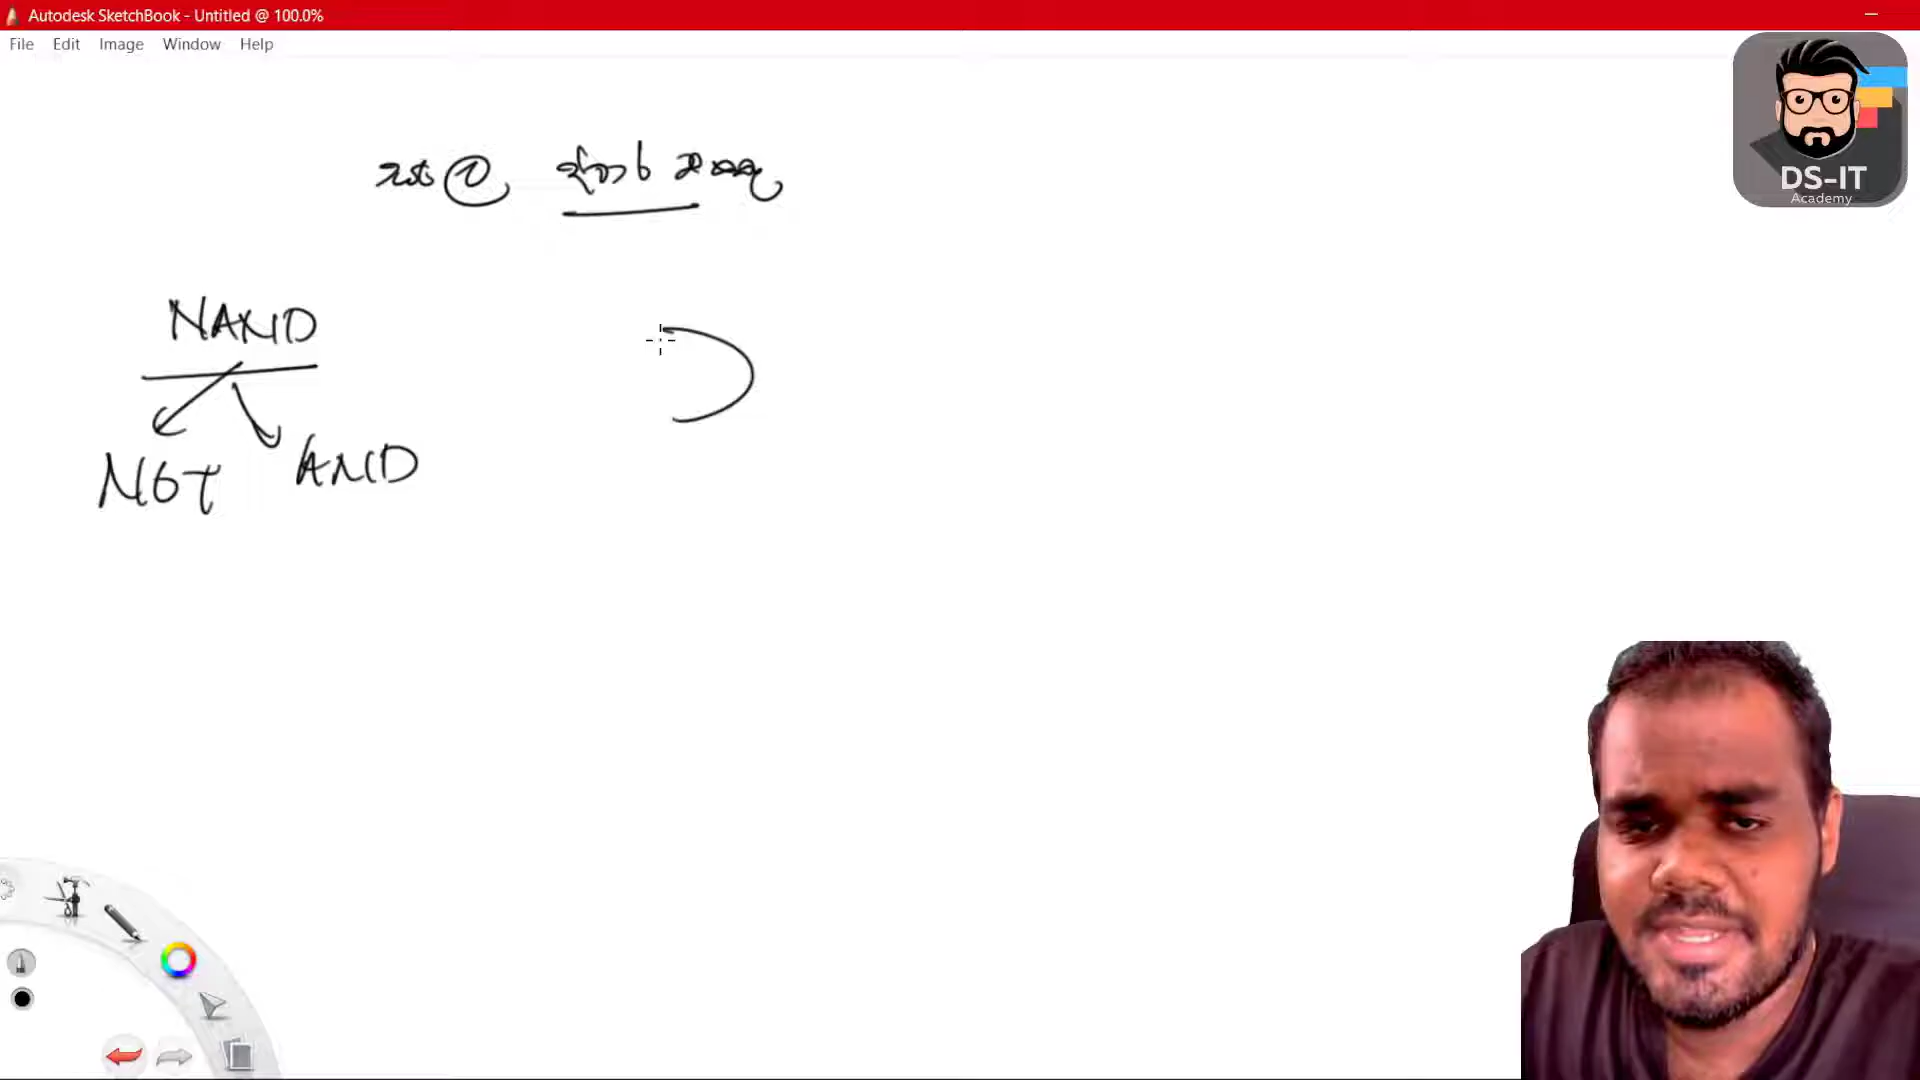 Autodesk SketchBook - Untitled @ 100.0%
File Edit Image Window Help
DS-IT
Academy
NAND
NOT AND